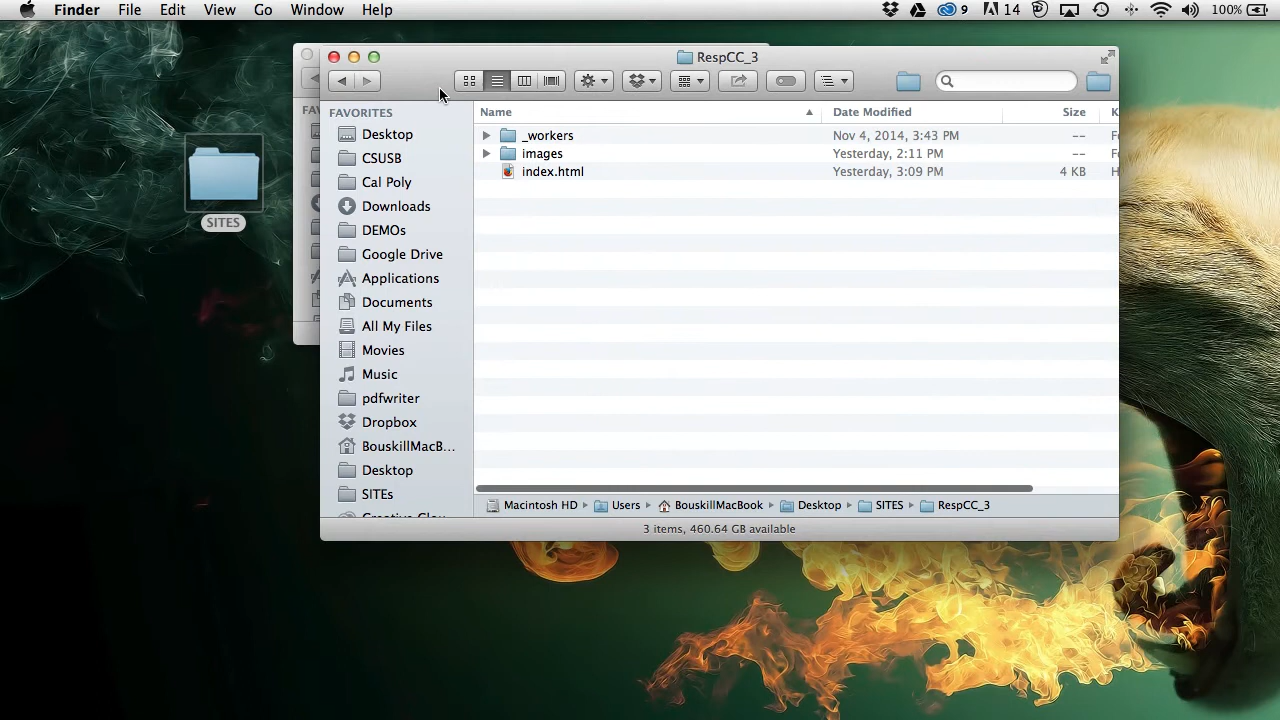 Finder File Edit View Go Window Help 9 14 100%
RespCC_3
SITES
FAVORITES
Desktop
CSUSB
Cal Poly
Downloads
DEMOs
Google Drive
Applications
Documents
All My Files
Movies
Music
pdfwriter
Dropbox
BouskillMacB...
Desktop
SITEs
Name Date Modified Size
_workers Nov 4, 2014, 3:43 PM --
images Yesterday, 2:11 PM --
index.html Yesterday, 3:09 PM 4 KB
Macintosh HD Users BouskillMacBook Desktop SITES RespCC_3
3 items, 460.64 GB available